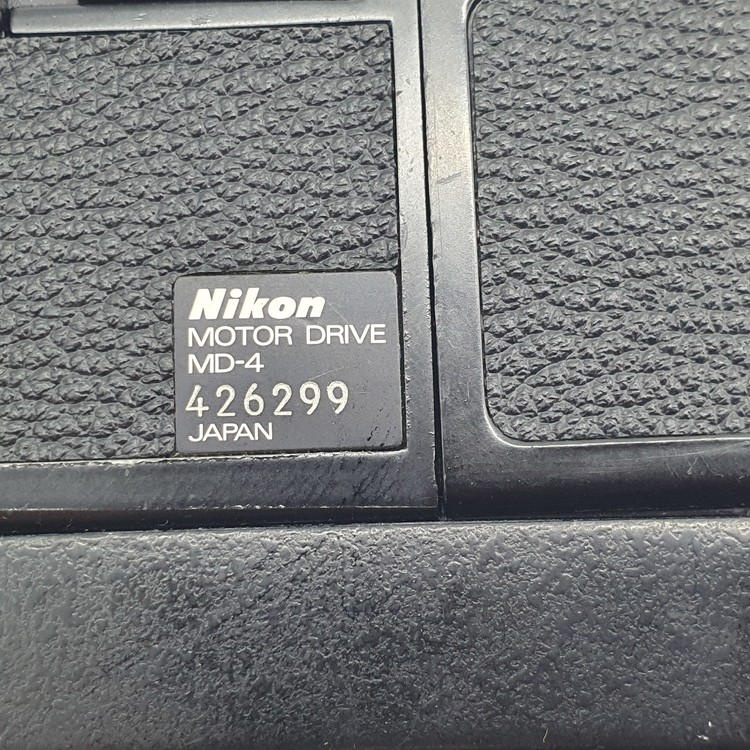 Nikon
MOTOR DRIVE
MD-4
426299
JAPAN